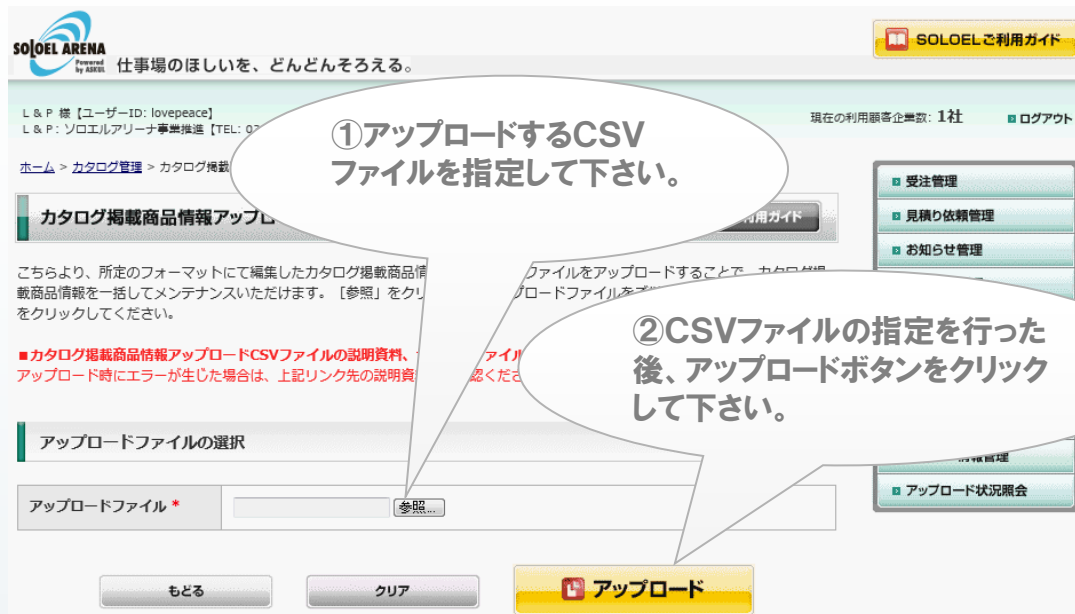 SOLOEL ARENA
Powered by ASKUL
仕事場のほしいを、どんどんそろえる。
SOLOELご利用ガイド
L & P 様【ユーザーID: lovepeace】
L & P: ソロエルアリーナ事業推進【TEL: 0
現在の利用顧客企業数: 1社
ログアウト
ホーム > カタログ管理 > カタログ掲載
①アップロードするCSV
ファイルを指定して下さい。
カタログ掲載商品情報アップロ
用ガイド
受注管理
見積り依頼管理
お知らせ管理
こちらより、所定のフォーマットにて編集したカタログ掲載商品情 ファイルをアップロードすることで、カタログ掲
載商品情報を一括してメンテナンスいただけます。［参照］をクリ プロードファイルを
をクリックしてください。
②CSVファイルの指定を行った
後、アップロードボタンをクリック
して下さい。
■カタログ掲載商品情報アップロードCSVファイルの説明資料、 ァイル
アップロード時にエラーが生じた場合は、上記リンク先の説明資 認くださ
アップロードファイルの選択
情報管理
アップロード状況照会
アップロードファイル *
参照...
もどる
クリア
アップロード